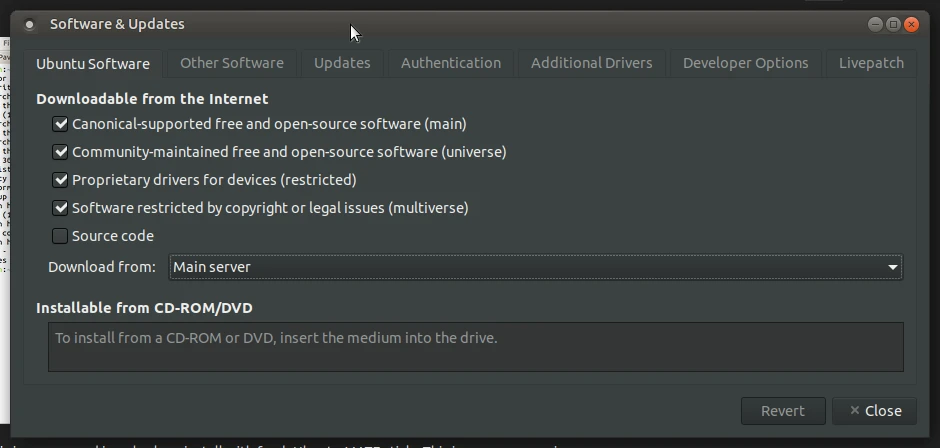 Software & Updates
Ubuntu Software
Other Software
Updates
Authentication
Additional Drivers
Developer Options
Livepatch
Downloadable from the Internet
Canonical-supported free and open-source software (main)
Community-maintained free and open-source software (universe)
Proprietary drivers for devices (restricted)
Software restricted by copyright or legal issues (multiverse)
Source code
Download from: Main server
Installable from CD-ROM/DVD
To install from a CD-ROM or DVD, insert the medium into the drive.
Revert
Close